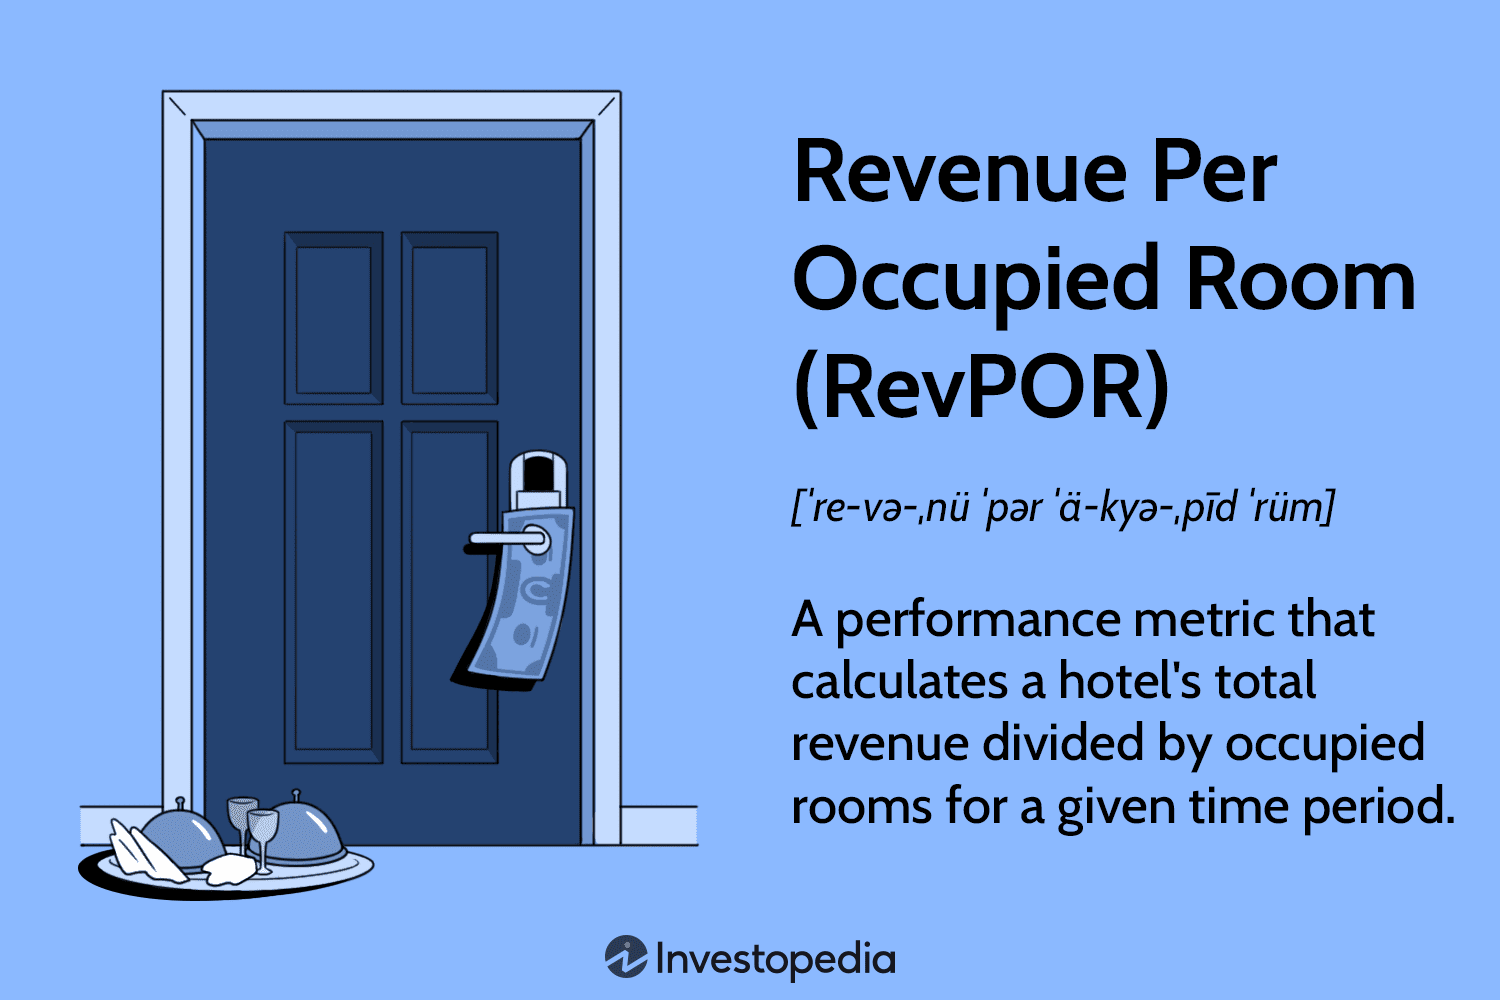 Revenue Per
Occupied Room
(RevPOR)
[ˈre-və-ˌnü ˈpər ˈä-kyə-ˌpīd ˈrüm]
A performance metric that
calculates a hotel's total
revenue divided by occupied
rooms for a given time period.
Investopedia